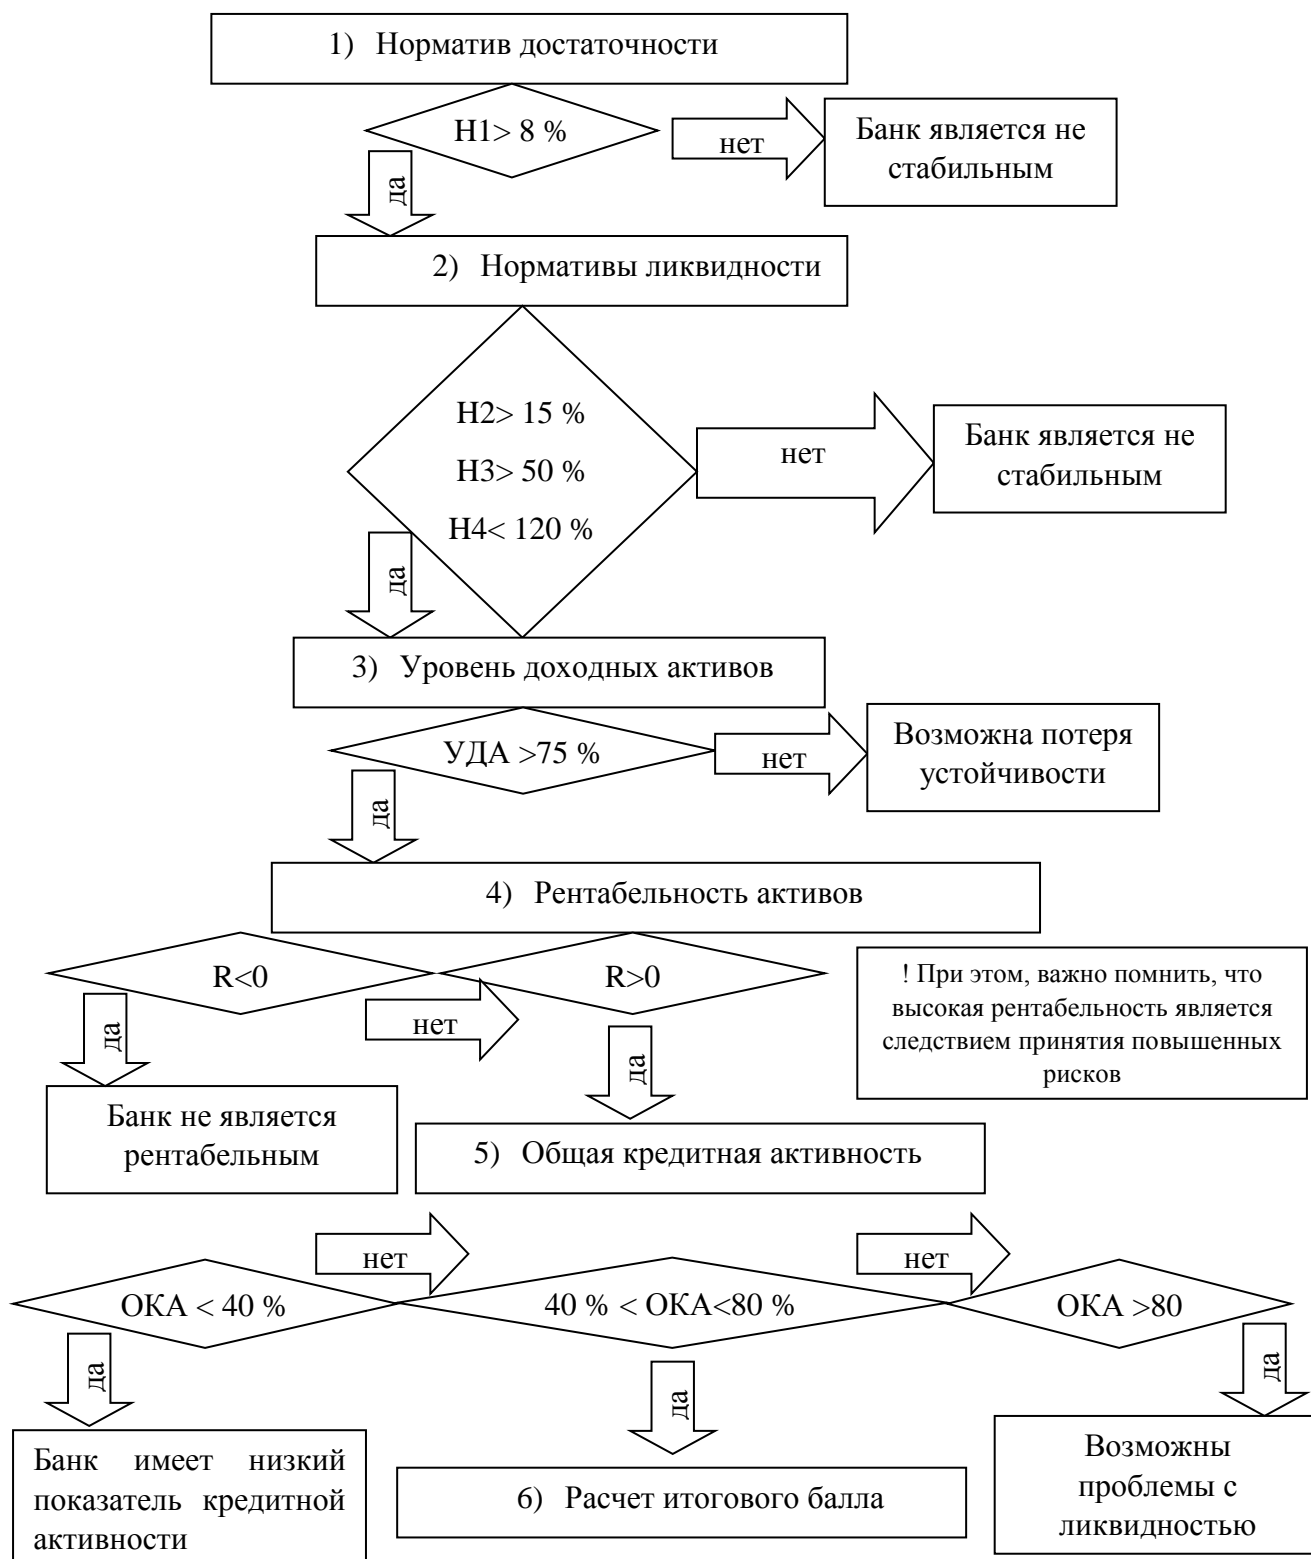 1) Норматив достаточности
Н1> 8 %
нет
Банк является не
стабильным
да
2) Нормативы ликвидности
Н2> 15 %
Н3> 50 %
Н4< 120 %
нет
Банк является не
стабильным
да
3) Уровень доходных активов
УДА >75 %
нет
Возможна потеря
устойчивости
да
4) Рентабельность активов
R<0
R>0
! При этом, важно помнить, что
высокая рентабельность является
следствием принятия повышенных
рисков
нет
да
да
Банк не является
рентабельным
5) Общая кредитная активность
нет
нет
ОКА < 40 %
40 % < ОКА<80 %
ОКА >80
да
да
да
Банк имеет низкий
показатель кредитной
активности
6) Расчет итогового балла
Возможны
проблемы с
ликвидностью